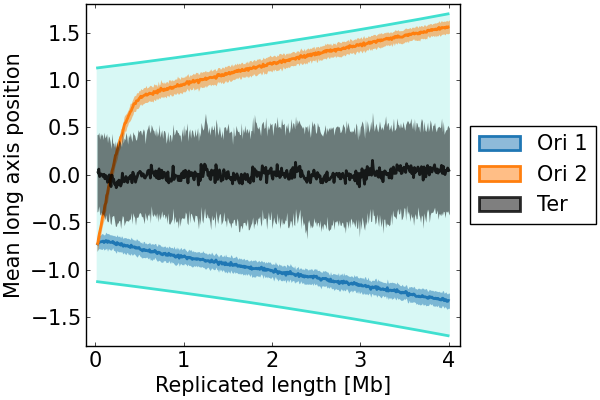 Mean long axis position
1.5
1.0
0.5
0.0
−0.5
−1.0
−1.5
0
1
2
3
4
Replicated length [Mb]
Ori 1
Ori 2
Ter